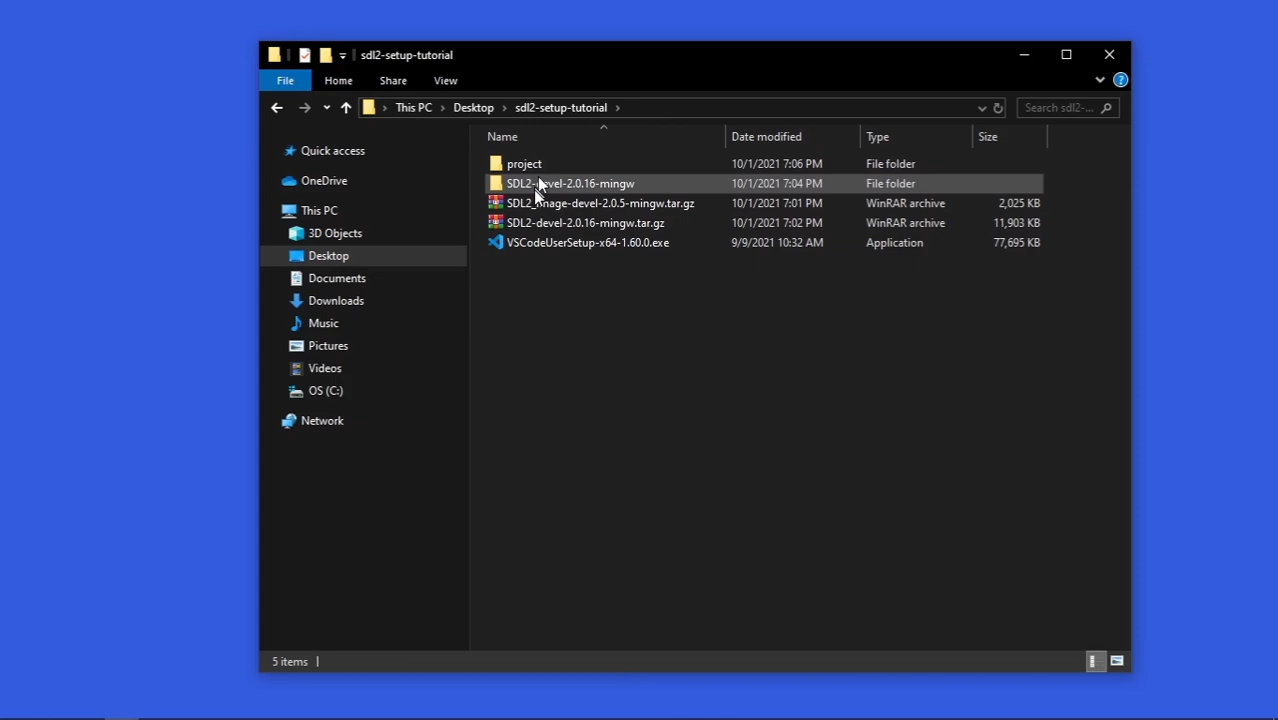 sdl2-setup-tutorial
File Home Share View
This PC Desktop sdl2-setup-tutorial Search sdl2-...
Name Date modified Type Size
Quick access
OneDrive
This PC
3D Objects
Desktop
Documents
Downloads
Music
Pictures
Videos
OS (C:)
Network
project 10/1/2021 7:06 PM File folder
SDL2-devel-2.0.16-mingw 10/1/2021 7:04 PM File folder
SDL2_image-devel-2.0.5-mingw.tar.gz 10/1/2021 7:01 PM WinRAR archive 2,025 KB
SDL2-devel-2.0.16-mingw.tar.gz 10/1/2021 7:02 PM WinRAR archive 11,903 KB
VSCodeUserSetup-x64-1.60.0.exe 9/9/2021 10:32 AM Application 77,695 KB
5 items